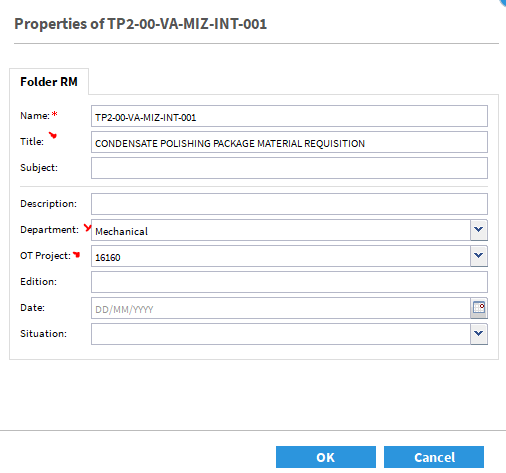 Properties of TP2-00-VA-MIZ-INT-001
Folder RM
Name:* TP2-00-VA-MIZ-INT-001
Title: CONDENSATE POLISHING PACKAGE MATERIAL REQUISITION
Subject:
Description:
Department: Mechanical
OT Project: 16160
Edition:
Date: DD/MM/YYYY
Situation:
OK Cancel